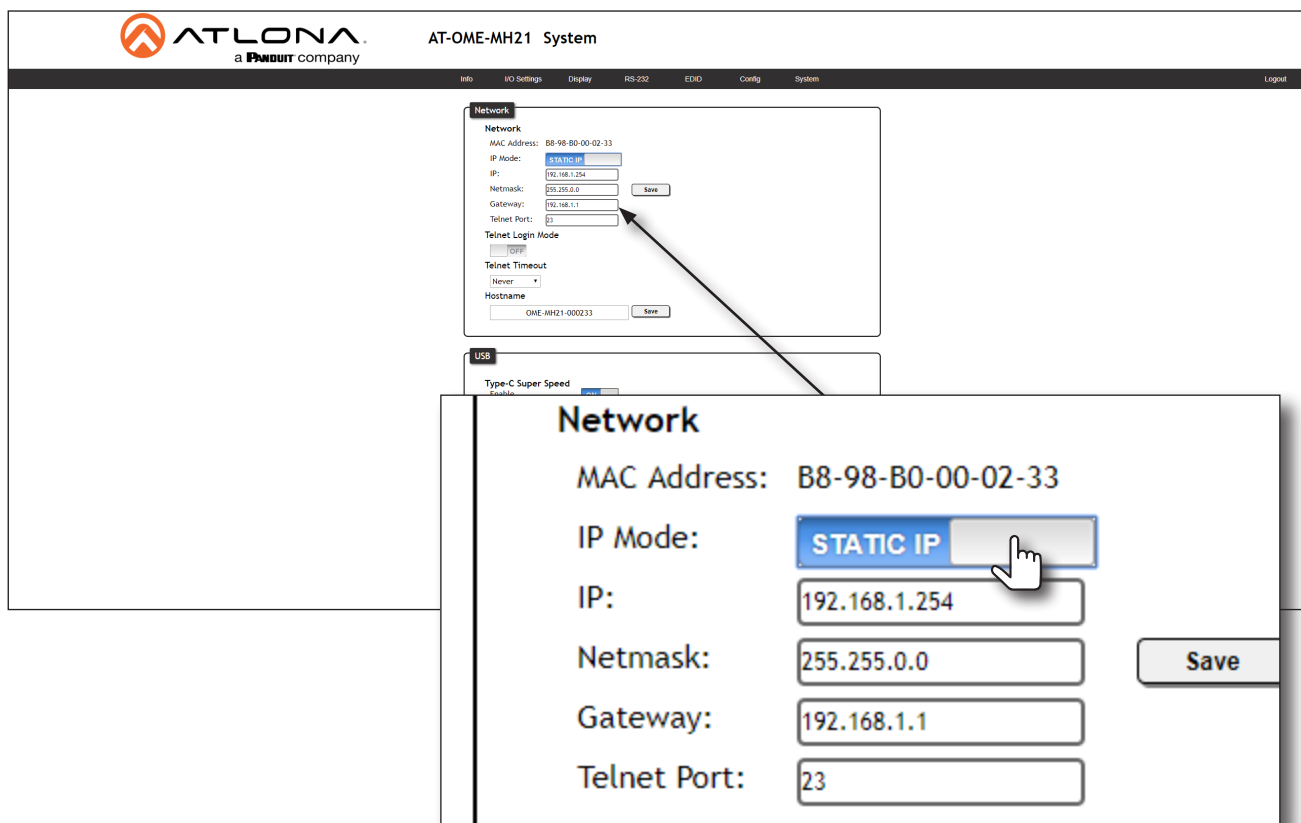 ATLONA.
a PANDUIT company
AT-OME-MH21 System
Info I/O Settings Display RS-232 EDID Config System Logout
Network
Network
MAC Address: B8-98-B0-00-02-33
IP Mode: STATIC IP
IP: 192.168.1.254
Netmask: 255.255.0.0 Save
Gateway: 192.168.1.1
Telnet Port: 23
Telnet Login Mode
OFF
Telnet Timeout
Never
Hostname
OME-MH21-000233 Save
USB
Type-C Super Speed
Enable ON
Network
MAC Address: B8-98-B0-00-02-33
IP Mode: STATIC IP
IP: 192.168.1.254
Netmask: 255.255.0.0 Save
Gateway: 192.168.1.1
Telnet Port: 23